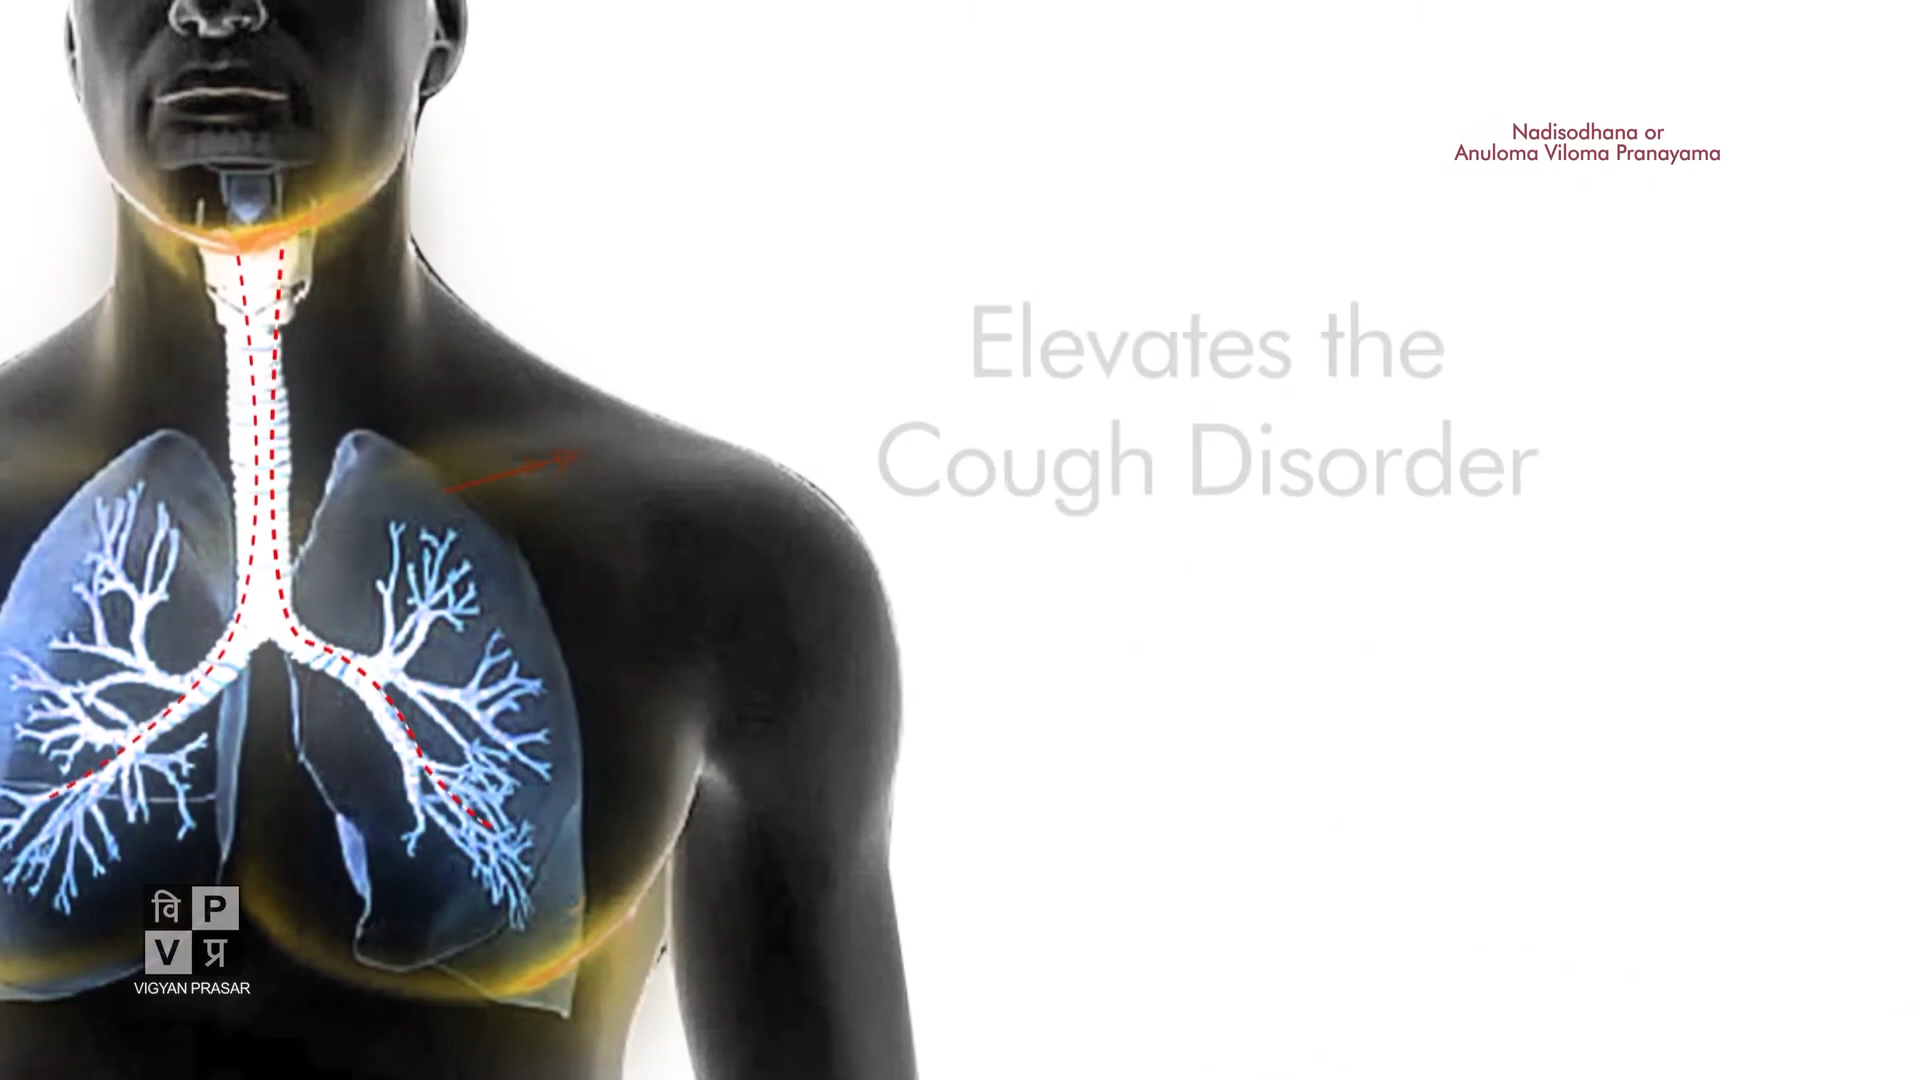 Nadisodhana or
Anuloma Viloma Pranayama
Elevates the
Cough Disorder
वि P
V प्र
VIGYAN PRASAR